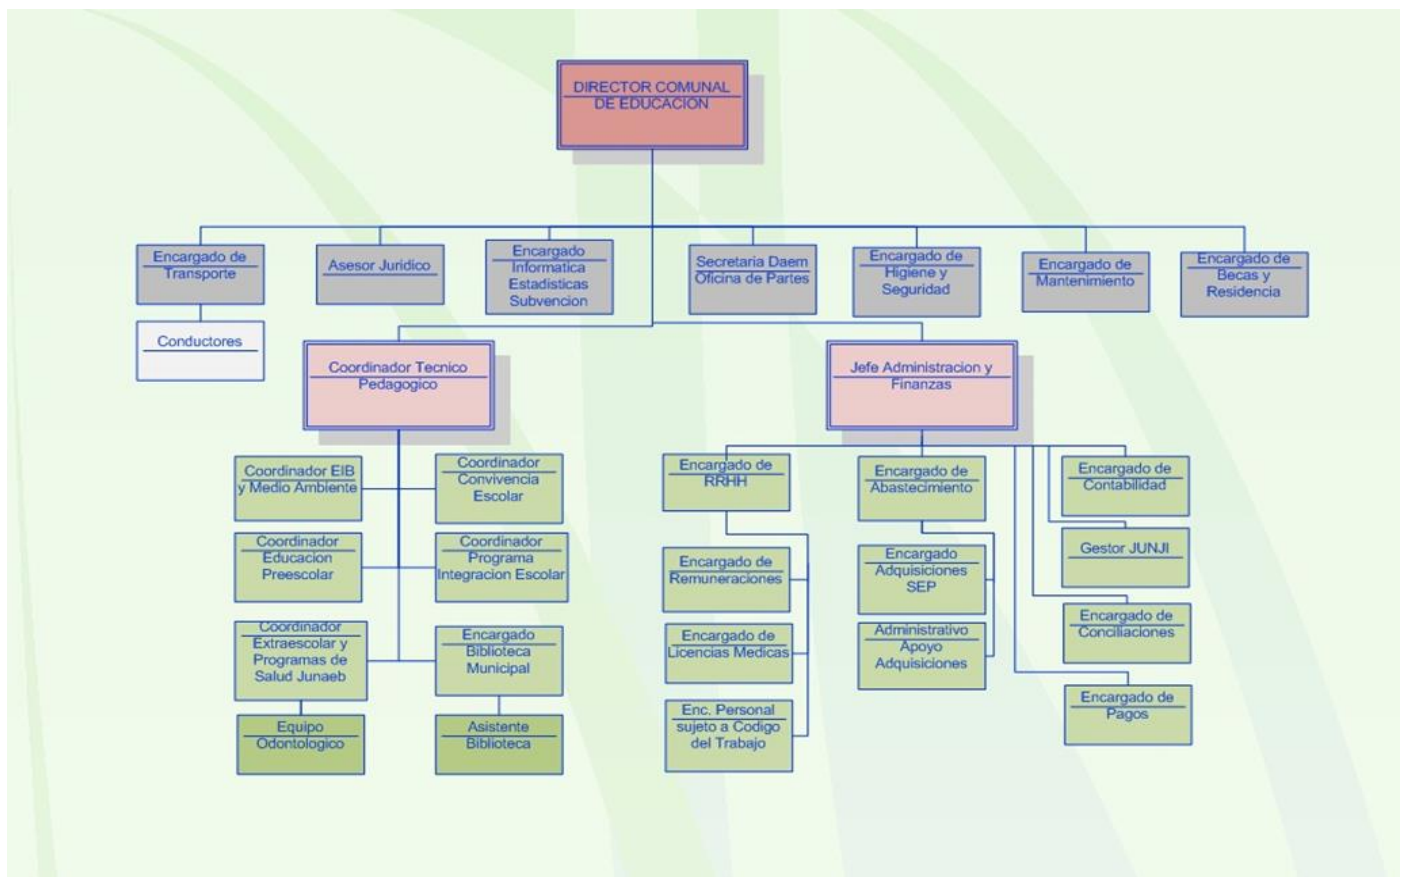 DIRECTOR COMUNAL
DE EDUCACION
Encargado de
Transporte
Asesor Juridico
Encargado
Informatica
Estadisticas
Subvencion
Secretaria Daem
Oficina de Partes
Encargado de
Higiene y
Seguridad
Encargado de
Mantenimiento
Encargado de
Becas y
Residencia
Conductores
Coordinador Tecnico
Pedagogico
Jefe Administracion y
Finanzas
Coordinador EIB
y Medio Ambiente
Coordinador
Convivencia
Escolar
Coordinador
Educacion
Preescolar
Coordinador
Programa
Integracion Escolar
Coordinador
Extraescolar y
Programas de
Salud Junaeb
Encargado
Biblioteca
Municipal
Equipo
Odontologico
Asistente
Biblioteca
Encargado de
RRHH
Encargado de
Remuneraciones
Encargado de
Licencias Medicas
Enc. Personal
sujeto a Codigo
del Trabajo
Encargado de
Abastecimiento
Encargado
Adquisiciones
SEP
Administrativo
Apoyo
Adquisiciones
Encargado de
Contabilidad
Gestor JUNJI
Encargado de
Conciliaciones
Encargado de
Pagos